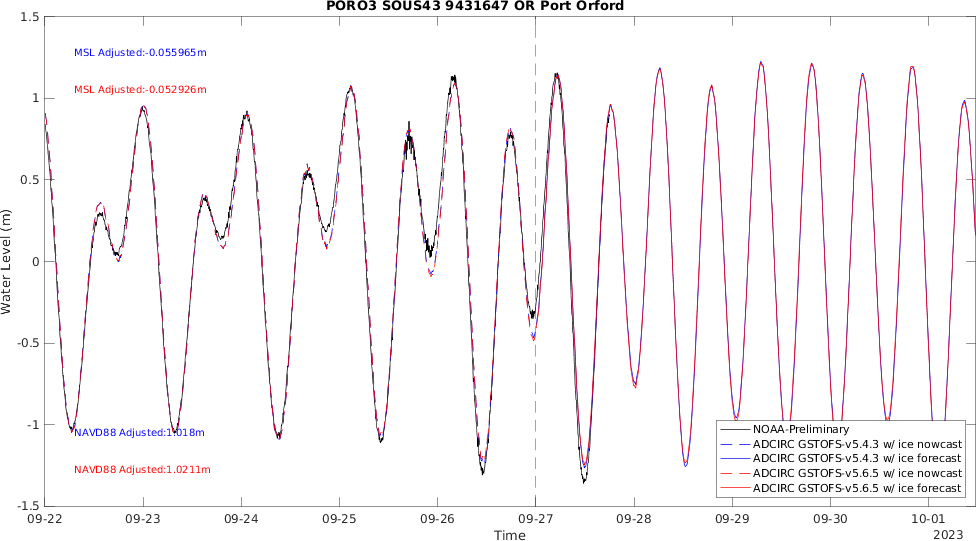 PORO3 SOUS43 9431647 OR Port Orford
1.5
1
0.5
0
-0.5
-1
-1.5
Water Level (m)
MSL Adjusted:-0.055965m
MSL Adjusted:-0.052926m
NAVD88 Adjusted:1.018m
NAVD88 Adjusted:1.0211m
NOAA-Preliminary
ADCIRC GSTOFS-v5.4.3 w/ ice nowcast
ADCIRC GSTOFS-v5.4.3 w/ ice forecast
ADCIRC GSTOFS-v5.6.5 w/ ice nowcast
ADCIRC GSTOFS-v5.6.5 w/ ice forecast
09-22 09-23 09-24 09-25 09-26 09-27 09-28 09-29 09-30 10-01
Time
2023